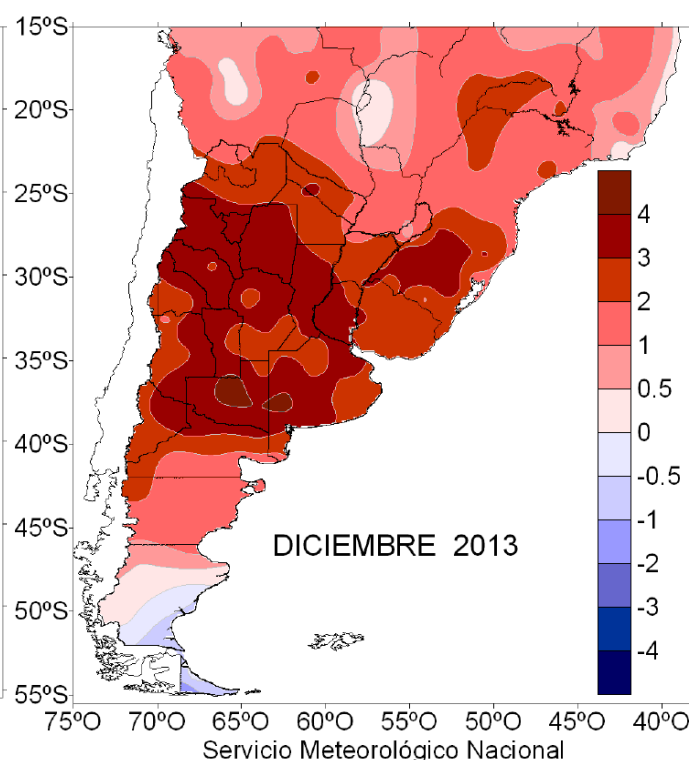 15ºS
20ºS
25ºS
30ºS
35ºS
40ºS
45ºS
50ºS
55ºS
4
3
2
1
0.5
0
-0.5
-1
-2
-3
-4
DICIEMBRE 2013
75ºO 70ºO 65ºO 60ºO 55ºO 50ºO 45ºO 40ºO
Servicio Meteorológico Nacional